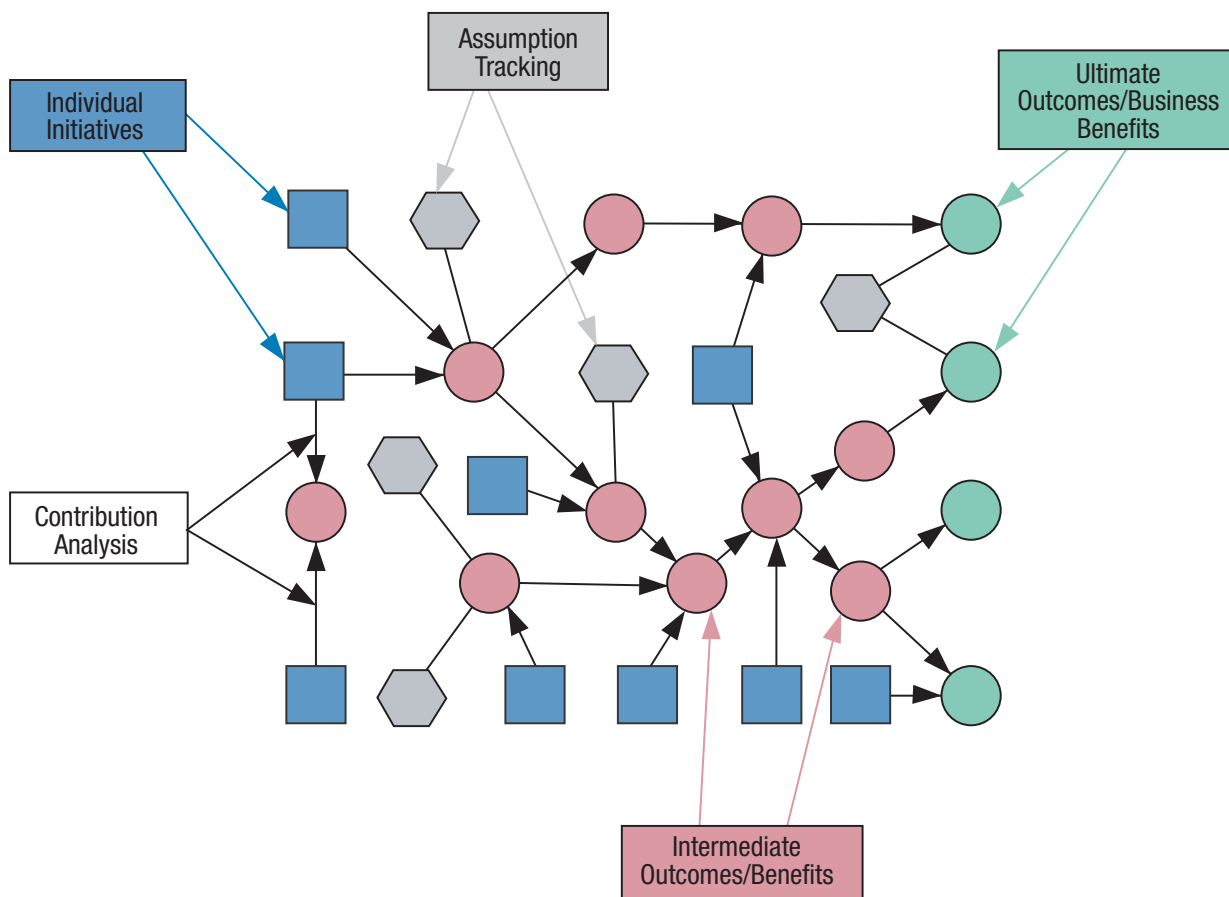 Assumption
Tracking
Individual
Initiatives
Ultimate
Outcomes/Business
Benefits
Contribution
Analysis
Intermediate
Outcomes/Benefits